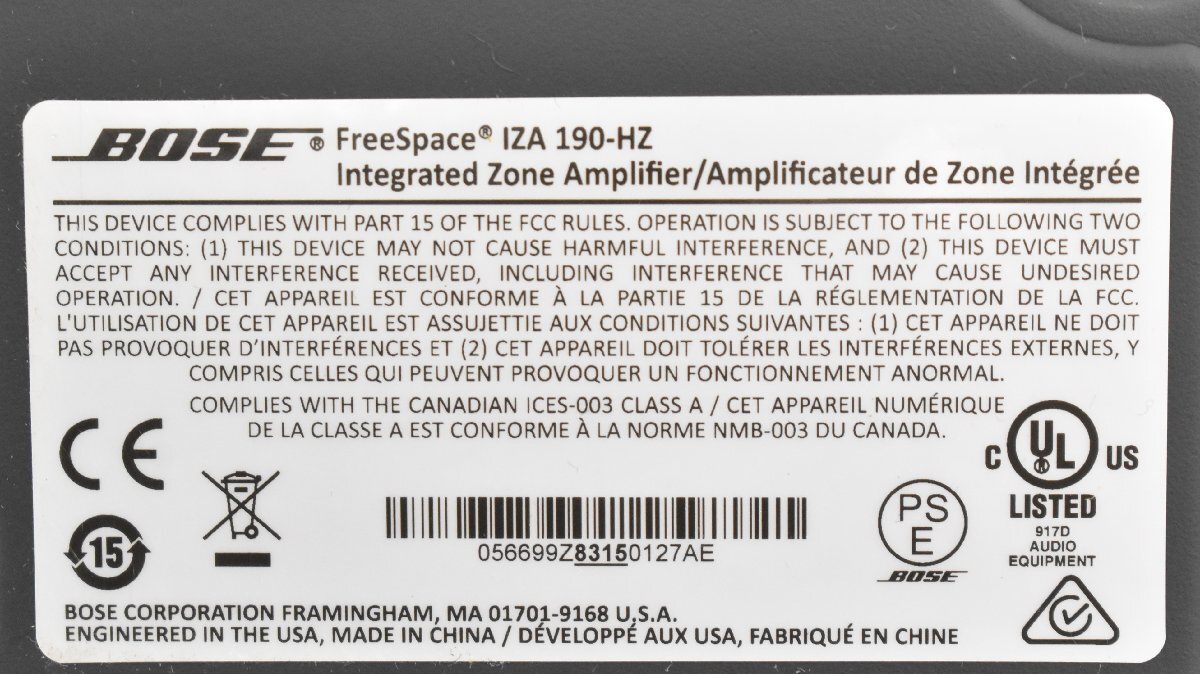 BOSE® FreeSpace® IZA 190-HZ
Integrated Zone Amplifier/Amplificateur de Zone Intégrée
THIS DEVICE COMPLIES WITH PART 15 OF THE FCC RULES. OPERATION IS SUBJECT TO THE FOLLOWING TWO
CONDITIONS: (1) THIS DEVICE MAY NOT CAUSE HARMFUL INTERFERENCE, AND (2) THIS DEVICE MUST
ACCEPT ANY INTERFERENCE RECEIVED, INCLUDING INTERFERENCE THAT MAY CAUSE UNDESIRED
OPERATION. / CET APPAREIL EST CONFORME À LA PARTIE 15 DE LA RÉGLEMENTATION DE LA FCC.
L'UTILISATION DE CET APPAREIL EST ASSUJETTIE AUX CONDITIONS SUIVANTES : (1) CET APPAREIL NE DOIT
PAS PROVOQUER D'INTERFÉRENCES ET (2) CET APPAREIL DOIT TOLÉRER LES INTERFÉRENCES EXTERNES, Y
COMPRIS CELLES QUI PEUVENT PROVOQUER UN FONCTIONNEMENT ANORMAL.
COMPLIES WITH THE CANADIAN ICES-003 CLASS A / CET APPAREIL NUMÉRIQUE
DE LA CLASSE A EST CONFORME À LA NORME NMB-003 DU CANADA.
CE
C UL® US
LISTED
917D
AUDIO
EQUIPMENT
15
056699Z83150127AE
PS
E
BOSE
BOSE CORPORATION FRAMINGHAM, MA 01701-9168 U.S.A.
ENGINEERED IN THE USA, MADE IN CHINA / DÉVELOPPÉ AUX USA, FABRIQUÉ EN CHINE